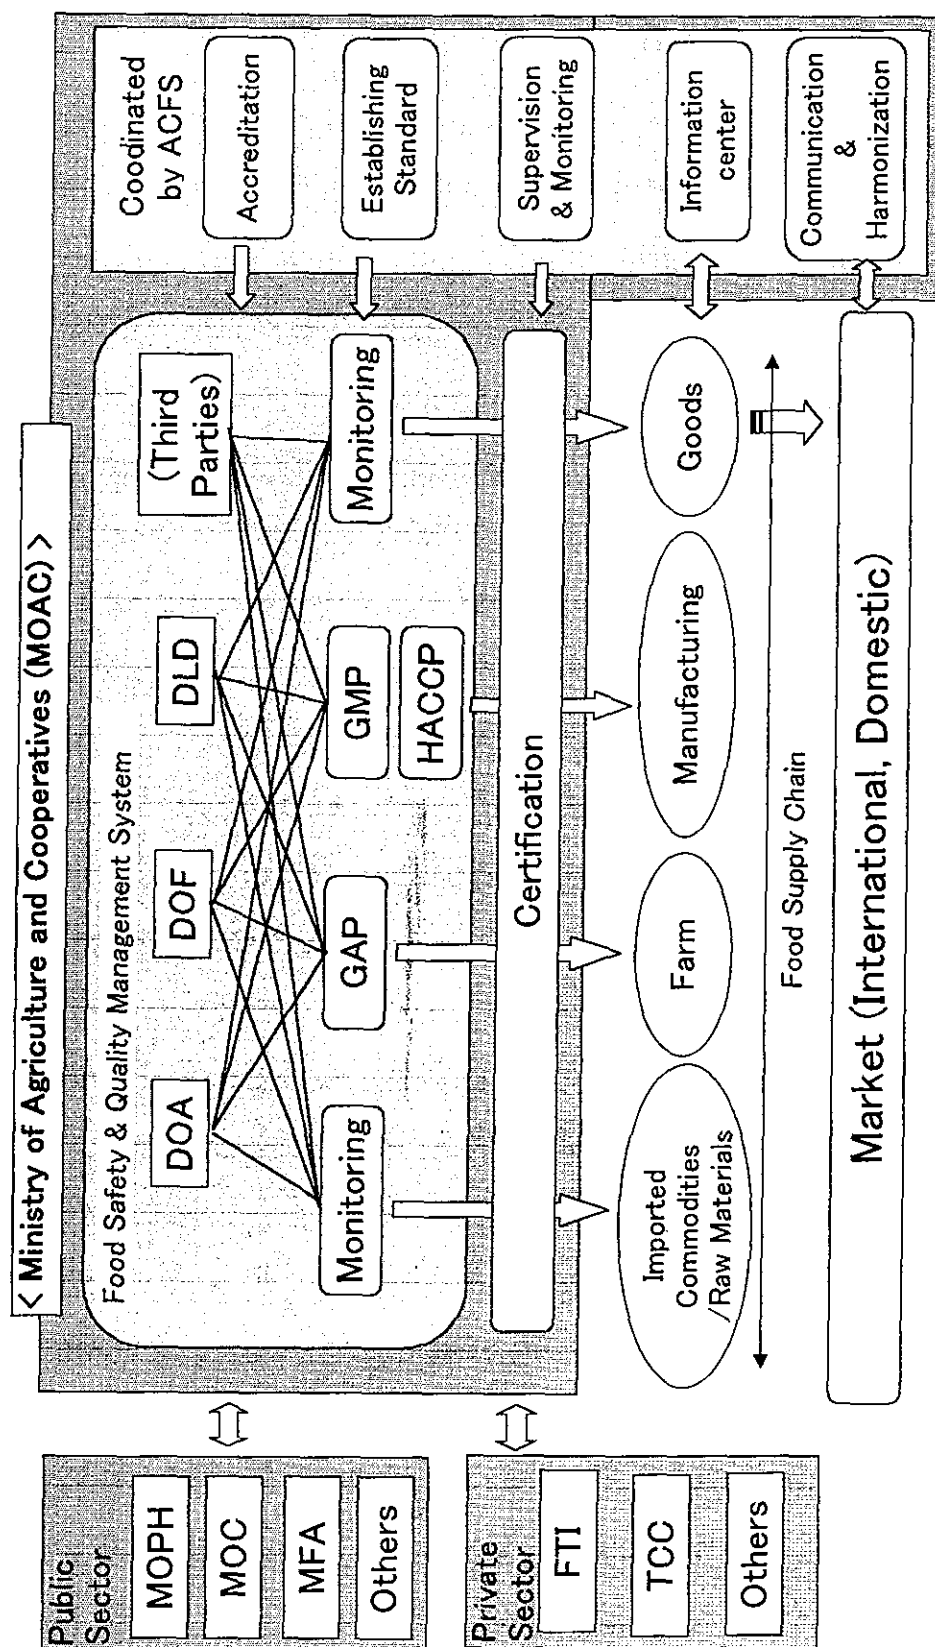 < Ministry of Agriculture and Cooperatives (MOAC) >
Public
Sector
MOPH
MOC
MFA
Others
Private
Sector
FTI
TCC
Others
Food Safety & Quality Management System
DOA
DOF
DLD
(Third
Parties)
Monitoring
GAP
GMP
HACCP
Monitoring
Certification
Imported
Commodities
/Raw Materials
Farm
Manufacturing
Goods
Food Supply Chain
Market (International, Domestic)
Coodinated
by ACFS
Accreditation
Establishing
Standard
Supervision
& Monitoring
Information
center
Communication
&
Harmonization